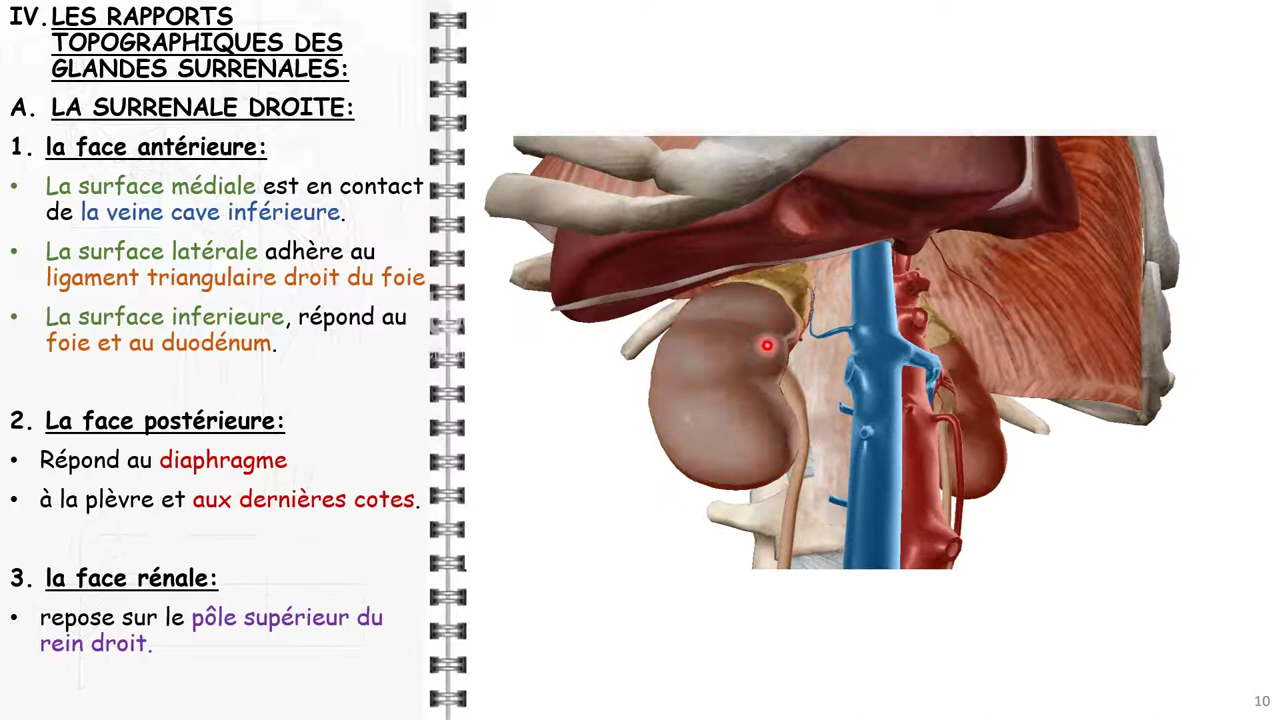 IV. LES RAPPORTS
TOPOGRAPHIQUES DES
GLANDES SURRENALES:
A. LA SURRENALE DROITE:
1. la face antérieure:
• La surface médiale est en contact
de la veine cave inférieure.
• La surface latérale adhère au
ligament triangulaire droit du foie.
• La surface inferieure, répond au
foie et au duodénum.
2. La face postérieure:
• Répond au diaphragme
• à la plèvre et aux dernières cotes.
3. la face rénale:
• repose sur le pôle supérieur du
rein droit.
10